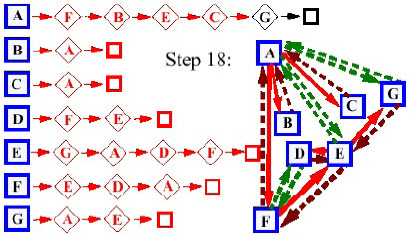 A F B E C G
B A
Step 18:
C A
D F E
E G A D F
F E D A
G A E
A
G
C
B
D E
F